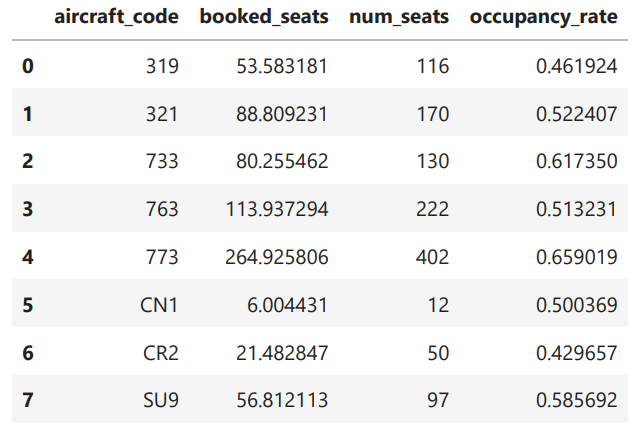 aircraft_code booked_seats num_seats occupancy_rate
0 319 53.583181 116 0.461924
1 321 88.809231 170 0.522407
2 733 80.255462 130 0.617350
3 763 113.937294 222 0.513231
4 773 264.925806 402 0.659019
5 CN1 6.004431 12 0.500369
6 CR2 21.482847 50 0.429657
7 SU9 56.812113 97 0.585692